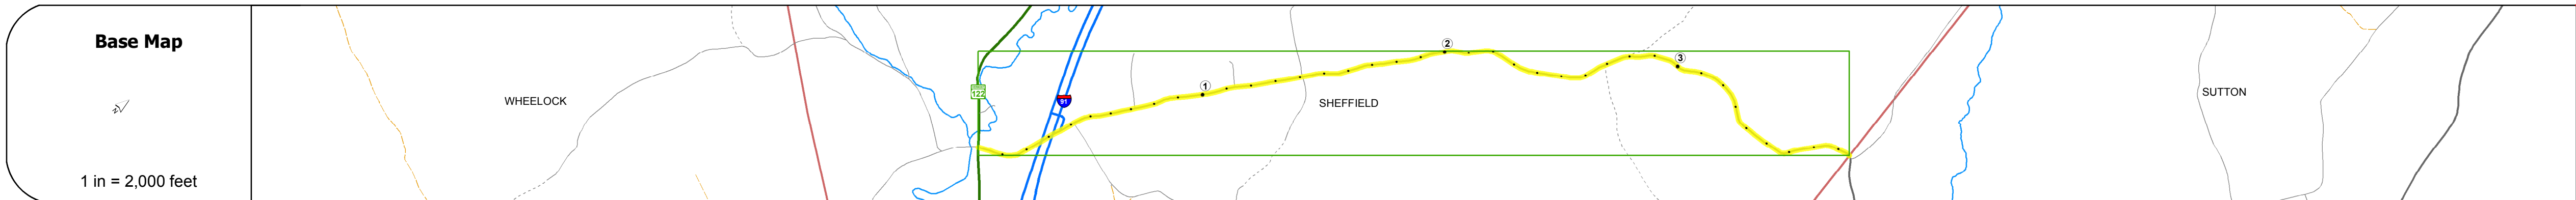 Base Map
N
1 in = 2,000 feet
WHEELOCK
122
91
1
SHEFFIELD
2
3
SUTTON